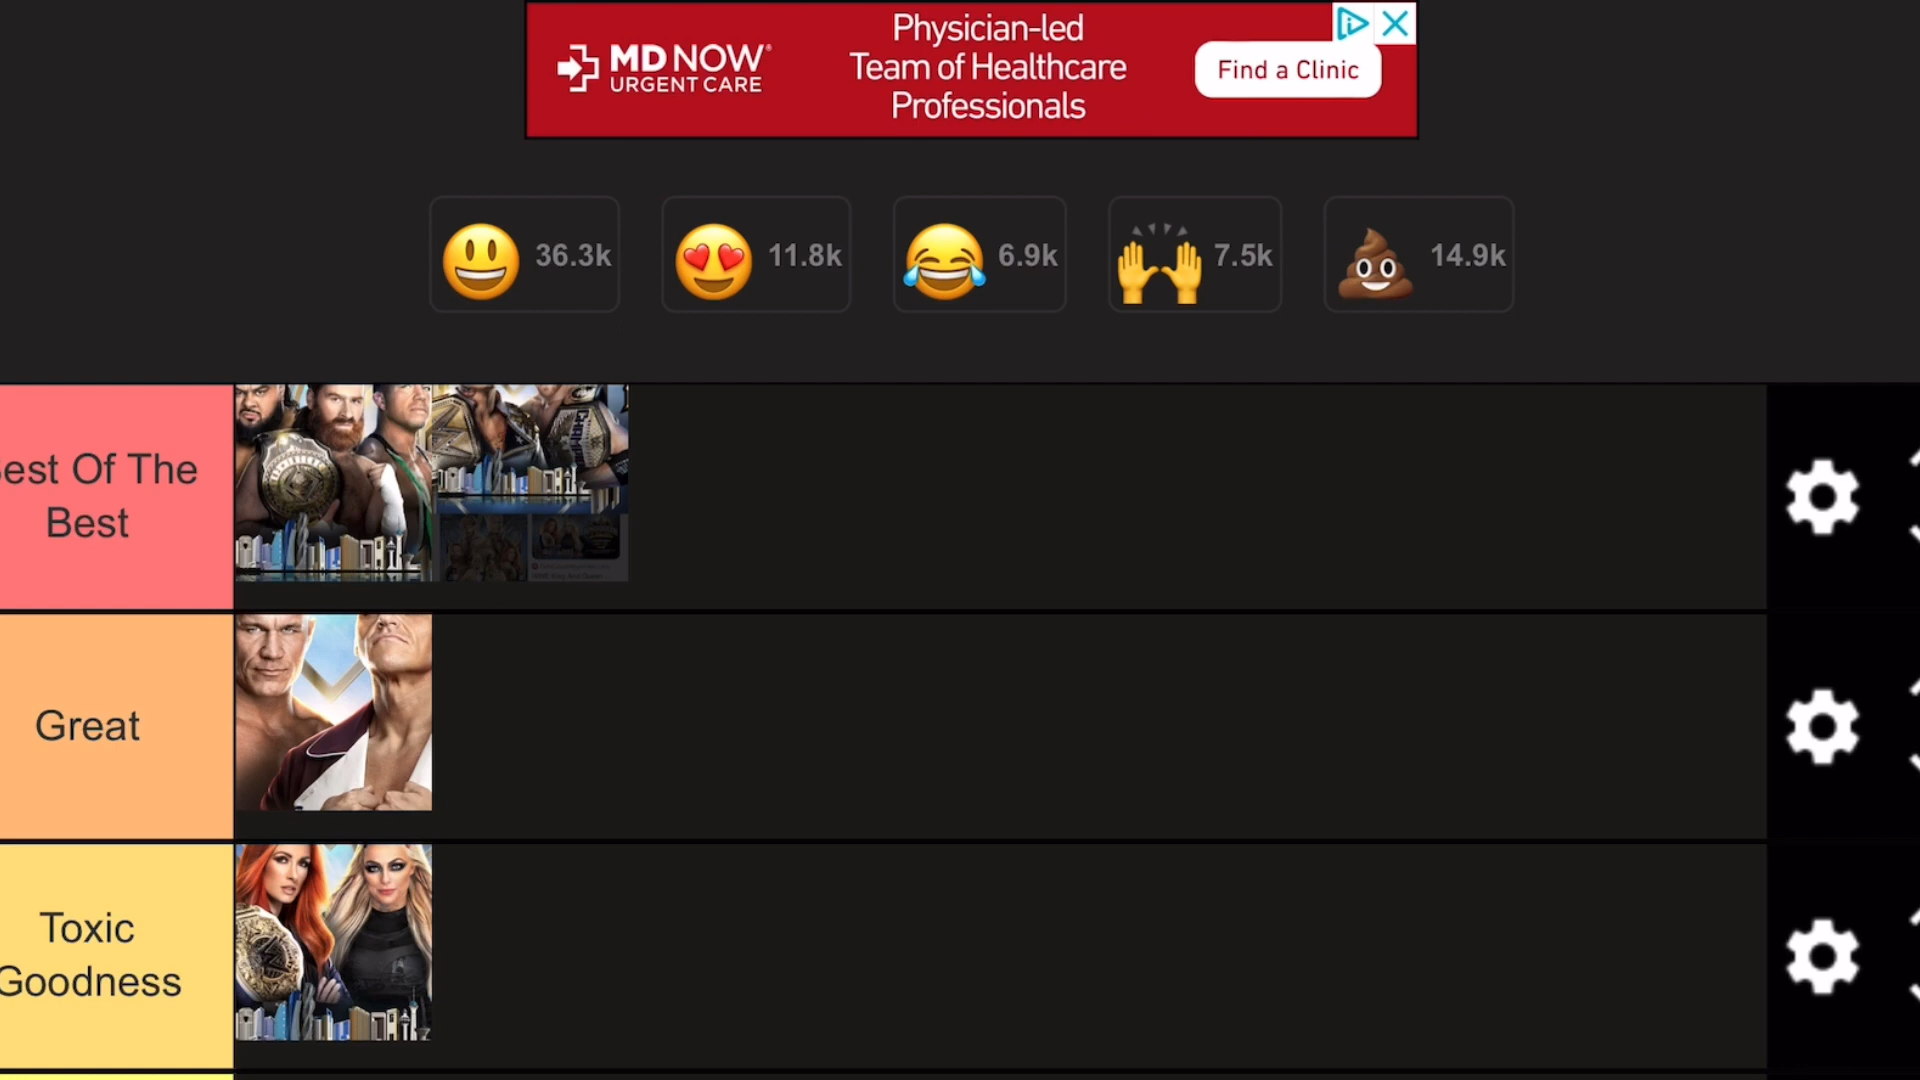 Physician-led
MD NOW®
Team of Healthcare
Find a Clinic
URGENT CARE
Professionals
36.3k
11.8k
6.9k
7.5k
14.9k
est Of The
Best
Great
Toxic
Goodness